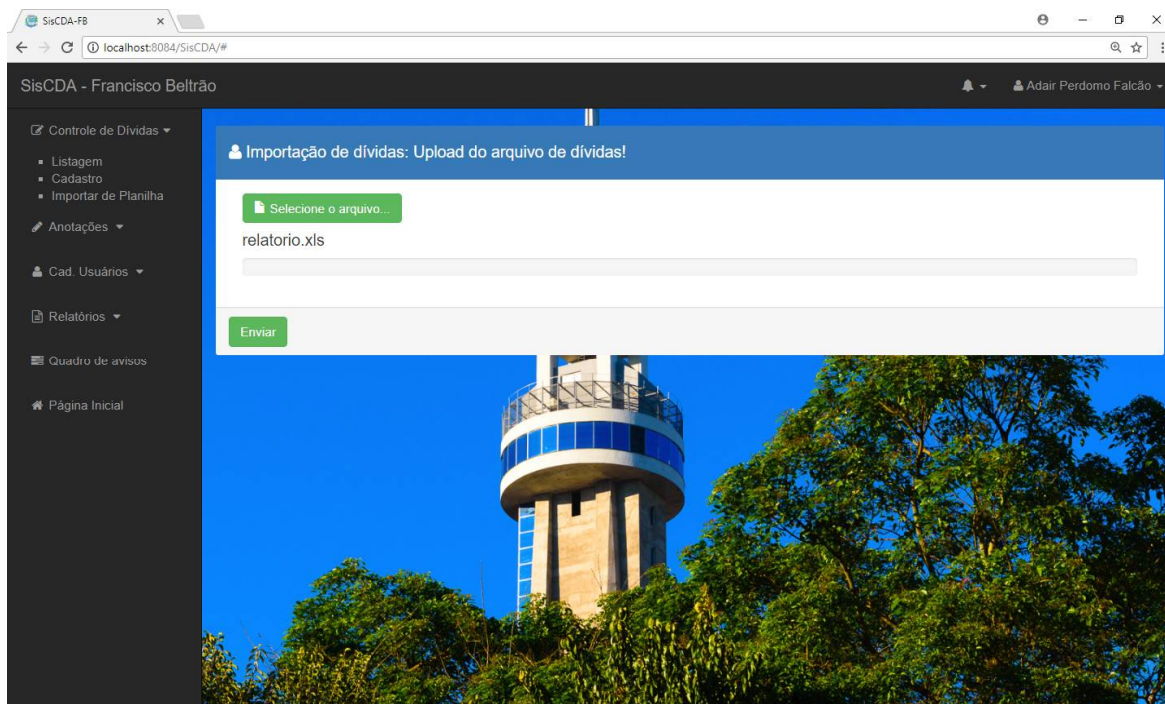 SisCDA-FB
localhost:8084/SisCDA/#
SisCDA - Francisco Beltrão
Adair Perdomo Falcão
Controle de Dívidas
Listagem
Cadastro
Importar de Planilha
Anotações
Cad. Usuários
Relatórios
Quadro de avisos
Página Inicial
Importação de dívidas: Upload do arquivo de dívidas!
Selecione o arquivo...
relatorio.xls
Enviar